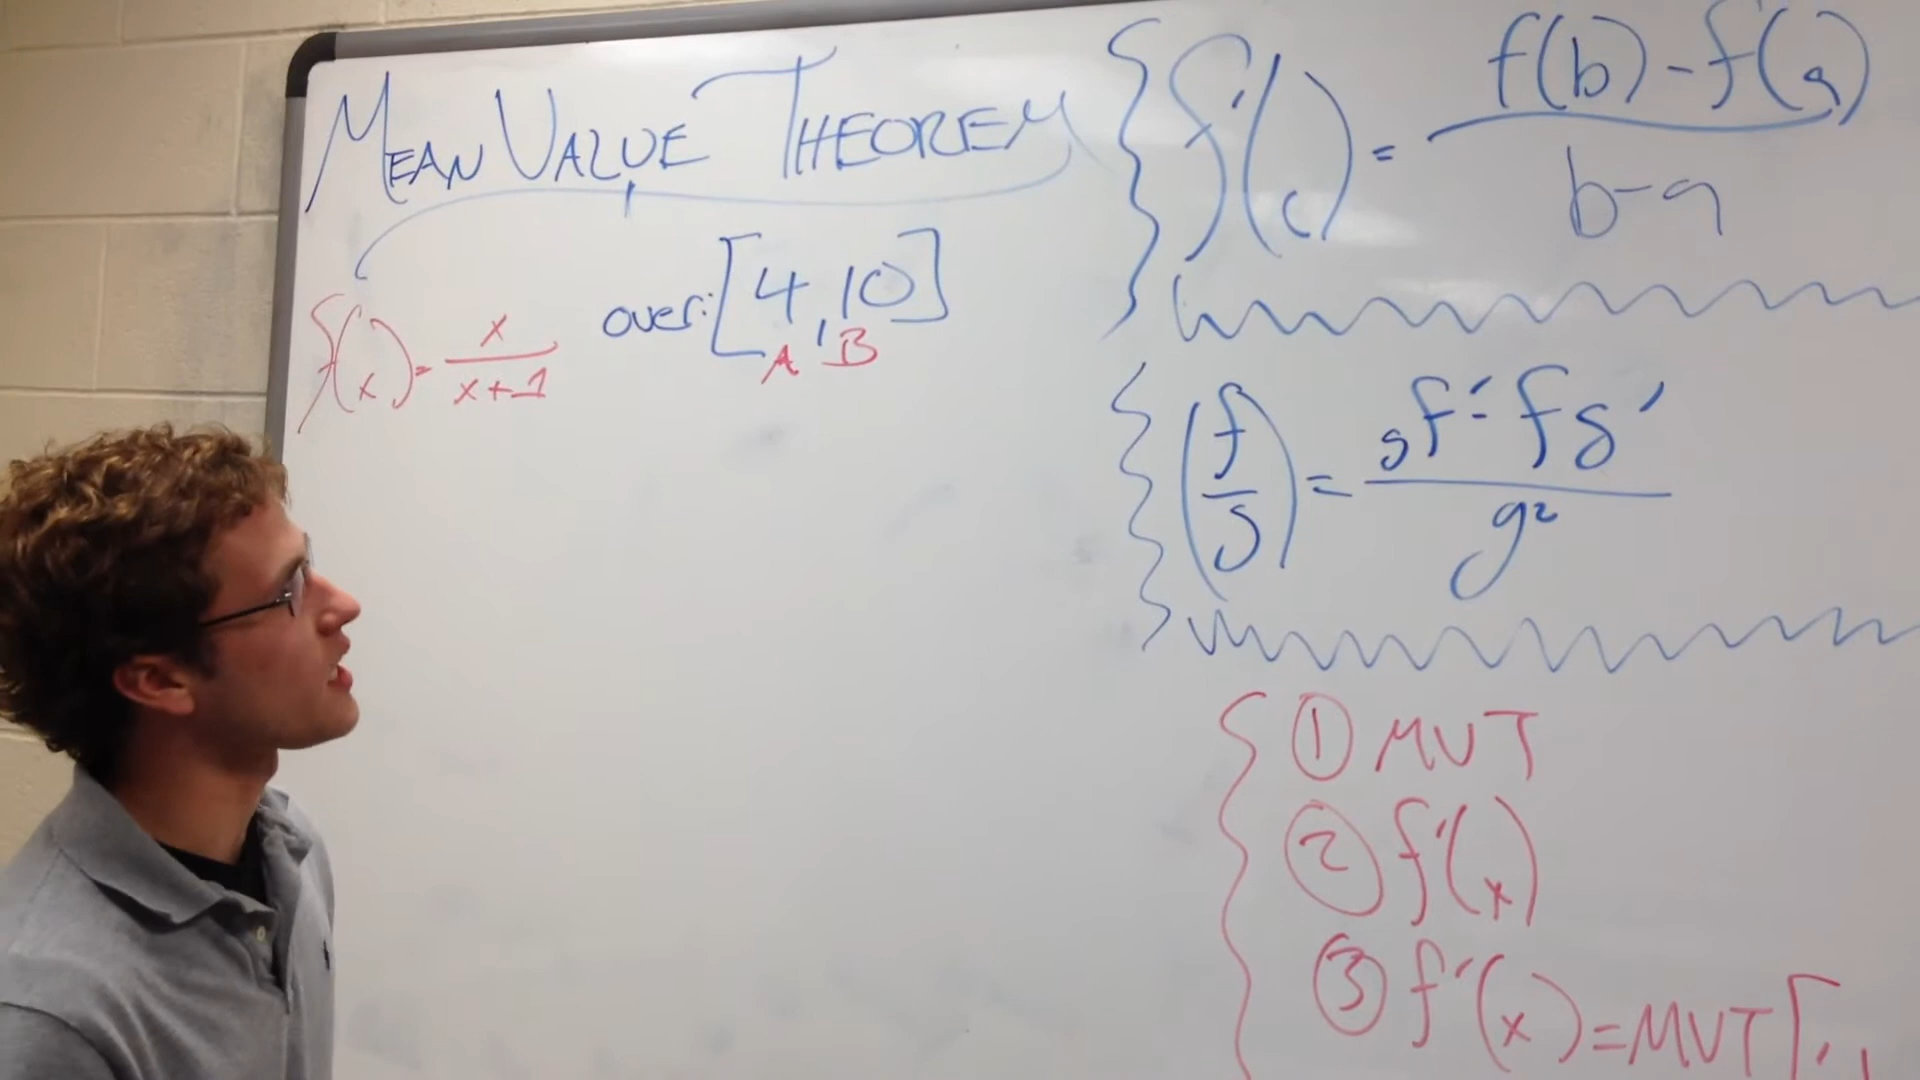 MEAN VALUE THEOREM
f(x) = x/(x+1) over: [4, 10]
A B
f'(c) = (f(b) - f(a))/(b - a)
(f/g) = (gf' - fg')/g²
① MVT
② f'(x)
③ f'(x) = MVT